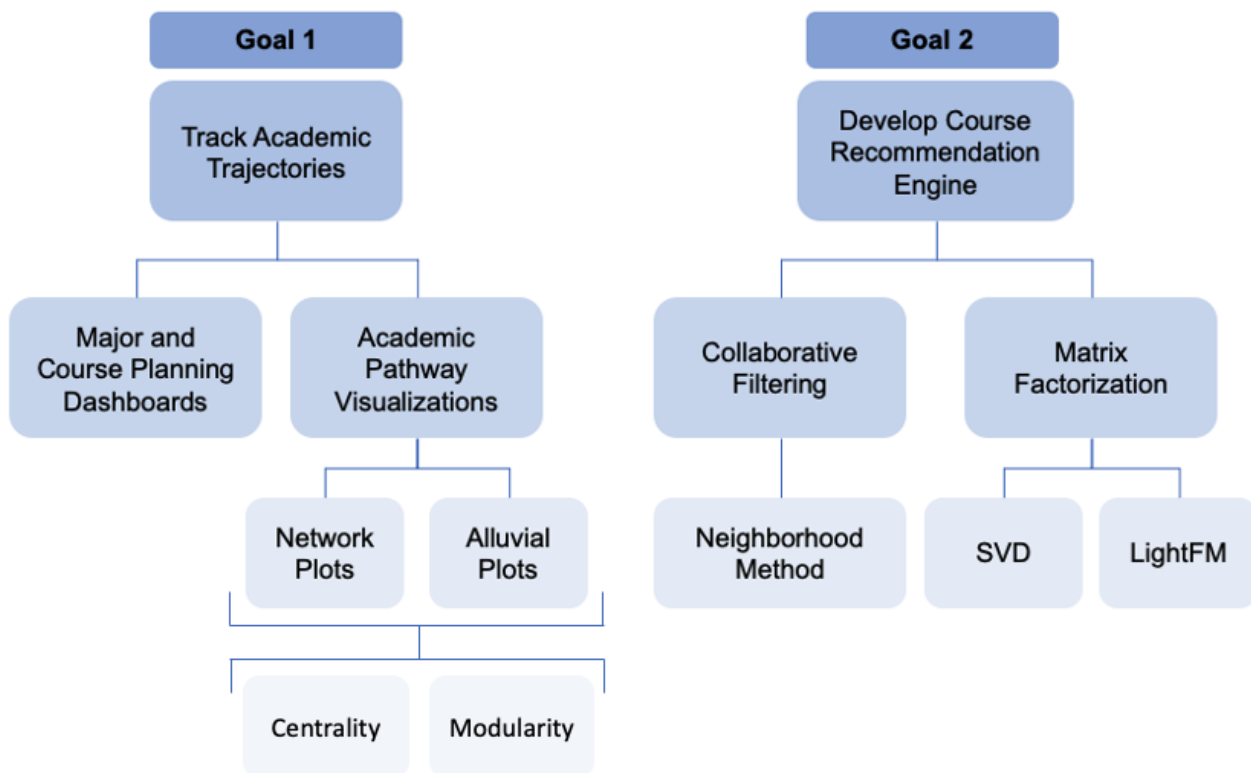 Goal 1
Goal 2
Track Academic
Trajectories
Develop Course
Recommendation
Engine
Major and
Course Planning
Dashboards
Academic
Pathway
Visualizations
Collaborative
Filtering
Matrix
Factorization
Network
Plots
Alluvial
Plots
Neighborhood
Method
SVD
LightFM
Centrality
Modularity